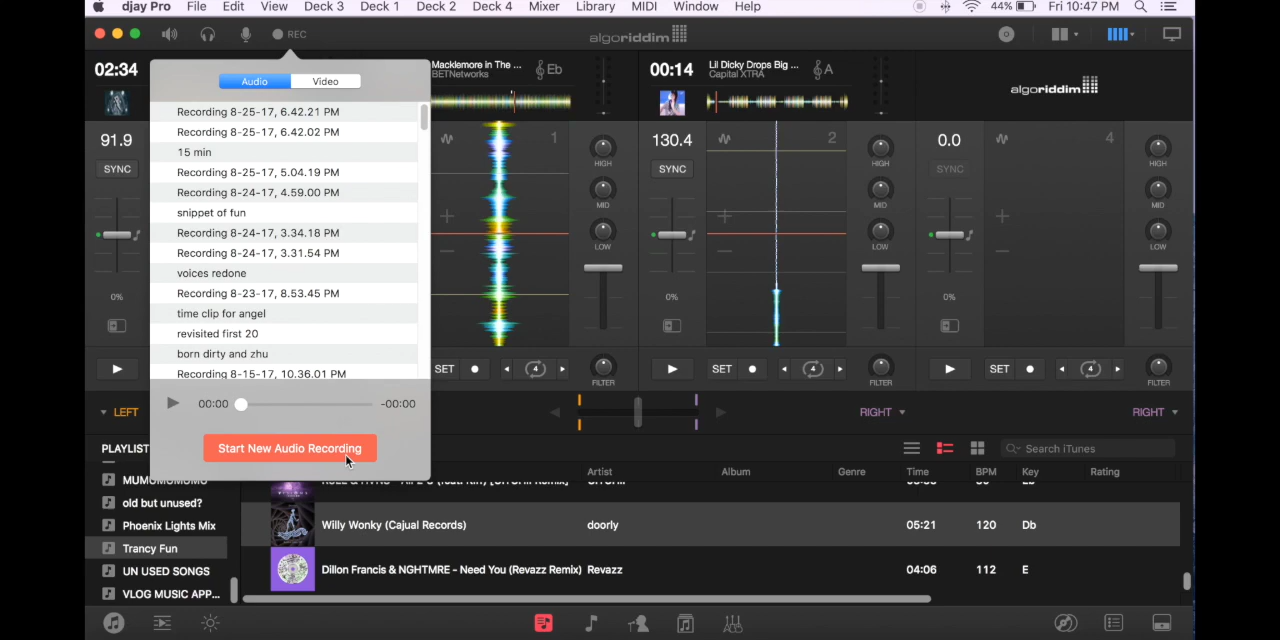 djay Pro File Edit View Deck 3 Deck 1 Deck 2 Deck 4 Mixer Library MIDI Window Help 44% Fri 10:47 PM
REC algoriddim
02:34 Macklemore in The ... Eb 00:14 Lil Dicky Drops Big ... A
BETNetworks Capital XTRA
algoriddim
Audio Video
Recording 8-25-17, 6.42.21 PM
Recording 8-25-17, 6.42.02 PM
15 min
Recording 8-25-17, 5.04.19 PM
Recording 8-24-17, 4.59.00 PM
snippet of fun
Recording 8-24-17, 3.34.18 PM
Recording 8-24-17, 3.31.54 PM
voices redone
Recording 8-23-17, 8.53.45 PM
time clip for angel
revisited first 20
born dirty and zhu
Recording 8-15-17, 10.36.01 PM
00:00 -00:00
Start New Audio Recording
91.9 1 130.4 2 0.0 4
SYNC SYNC SYNC
HIGH HIGH HIGH
MID MID MID
LOW LOW LOW
0% 0% 0%
SET 4 SET 4 SET 4
FILTER FILTER FILTER
LEFT RIGHT RIGHT
PLAYLIST Search iTunes
Artist Album Genre Time BPM Key Rating
MUMUMUMUMU
old but unused?
Phoenix Lights Mix
Trancy Fun
UN USED SONGS
VLOG MUSIC APP...
Willy Wonky (Cajual Records) doorly 05:21 120 Db
Dillon Francis & NGHTMRE - Need You (Revazz Remix) Revazz 04:06 112 E